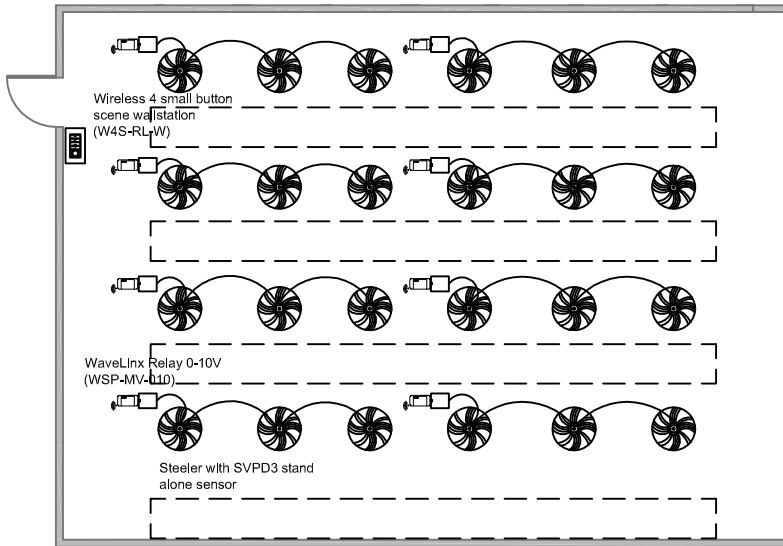 Wireless 4 small button
scene wallstation
(W4S-RL-W)
WaveLinx Relay 0-10V
(WSP-MV-010)
Steeler with SVPD3 stand
alone sensor